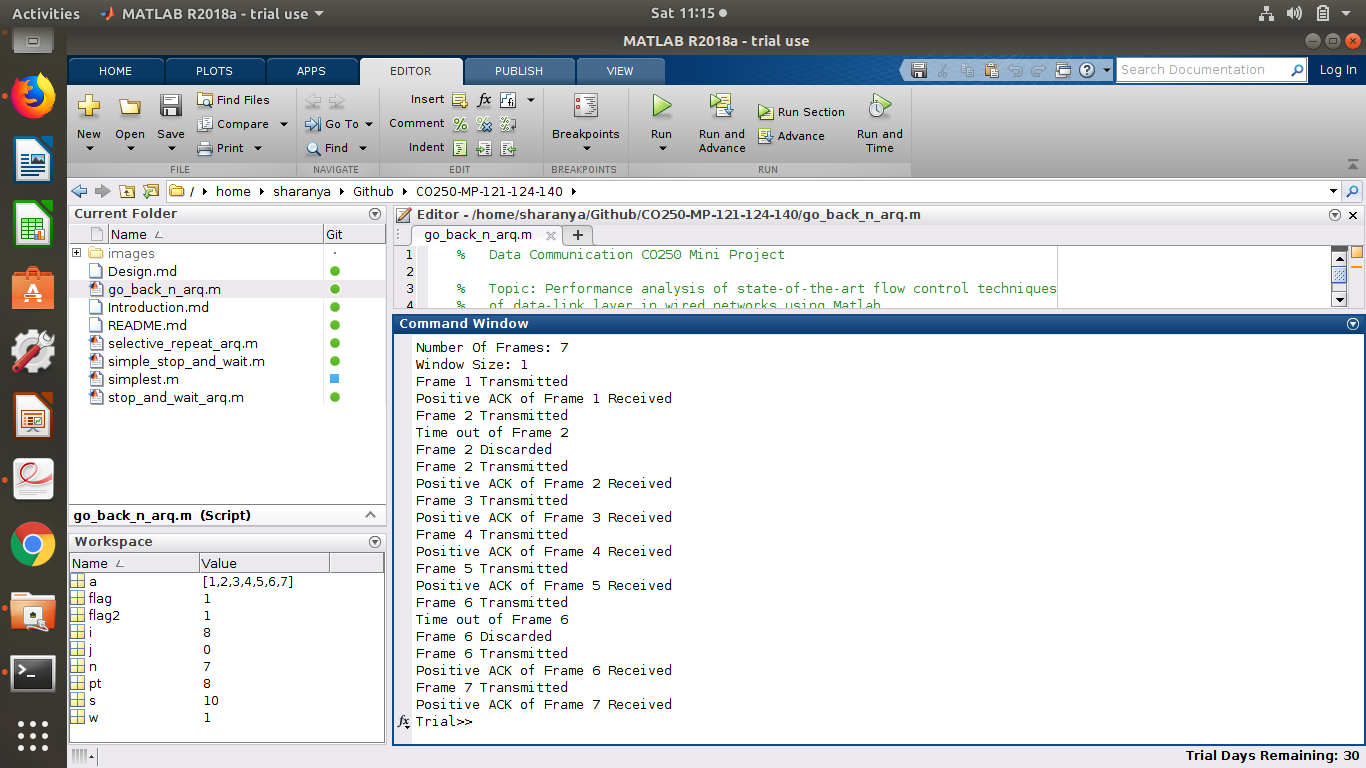 Activities MATLAB R2018a - trial use Sat 11:15
MATLAB R2018a - trial use
HOME PLOTS APPS EDITOR PUBLISH VIEW Search Documentation Log In
New Open Save Find Files Compare Print
FILE
Go To Find
NAVIGATE
Insert fx
Comment
Indent
EDIT
Breakpoints
BREAKPOINTS
Run Run and Advance Run Section Advance Run and Time
RUN
/ home sharanya Github CO250-MP-121-124-140
Current Folder
Name Git
images
Design.md
go_back_n_arq.m
Introduction.md
README.md
selective_repeat_arq.m
simple_stop_and_wait.m
simplest.m
stop_and_wait_arq.m
go_back_n_arq.m (Script)
Workspace
Name Value
a [1,2,3,4,5,6,7]
flag 1
flag2 1
i 8
j 0
n 7
pt 8
s 10
w 1
Editor - /home/sharanya/Github/CO250-MP-121-124-140/go_back_n_arq.m
go_back_n_arq.m
1 % Data Communication CO250 Mini Project
2
3 % Topic: Performance analysis of state-of-the-art flow control techniques
4 % of data-link layer in wired networks using Matlab
Command Window
Number Of Frames: 7
Window Size: 1
Frame 1 Transmitted
Positive ACK of Frame 1 Received
Frame 2 Transmitted
Time out of Frame 2
Frame 2 Discarded
Frame 2 Transmitted
Positive ACK of Frame 2 Received
Frame 3 Transmitted
Positive ACK of Frame 3 Received
Frame 4 Transmitted
Positive ACK of Frame 4 Received
Frame 5 Transmitted
Positive ACK of Frame 5 Received
Frame 6 Transmitted
Time out of Frame 6
Frame 6 Discarded
Frame 6 Transmitted
Positive ACK of Frame 6 Received
Frame 7 Transmitted
Positive ACK of Frame 7 Received
fx Trial>>
Trial Days Remaining: 30